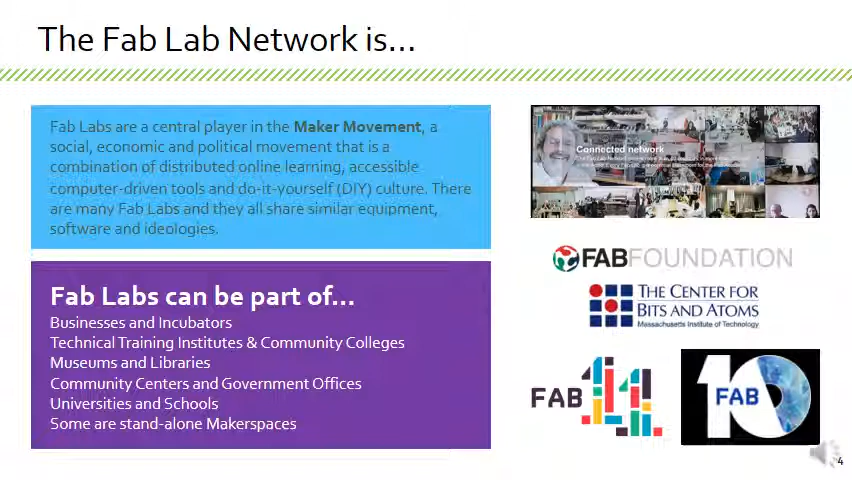 The Fab Lab Network is...
Fab Labs are a central player in the Maker Movement, a
social, economic and political movement that is a
combination of distributed online learning, accessible
computer-driven tools and do-it-yourself (DIY) culture. There
are many Fab Labs and they all share similar equipment,
software and ideologies.
Fab Labs can be part of...
Businesses and Incubators
Technical Training Institutes & Community Colleges
Museums and Libraries
Community Centers and Government Offices
Universities and Schools
Some are stand-alone Makerspaces
Connected network
FABFOUNDATION
THE CENTER FOR
BITS AND ATOMS
Massachusetts Institute of Technology
FAB 11
FAB 10
4